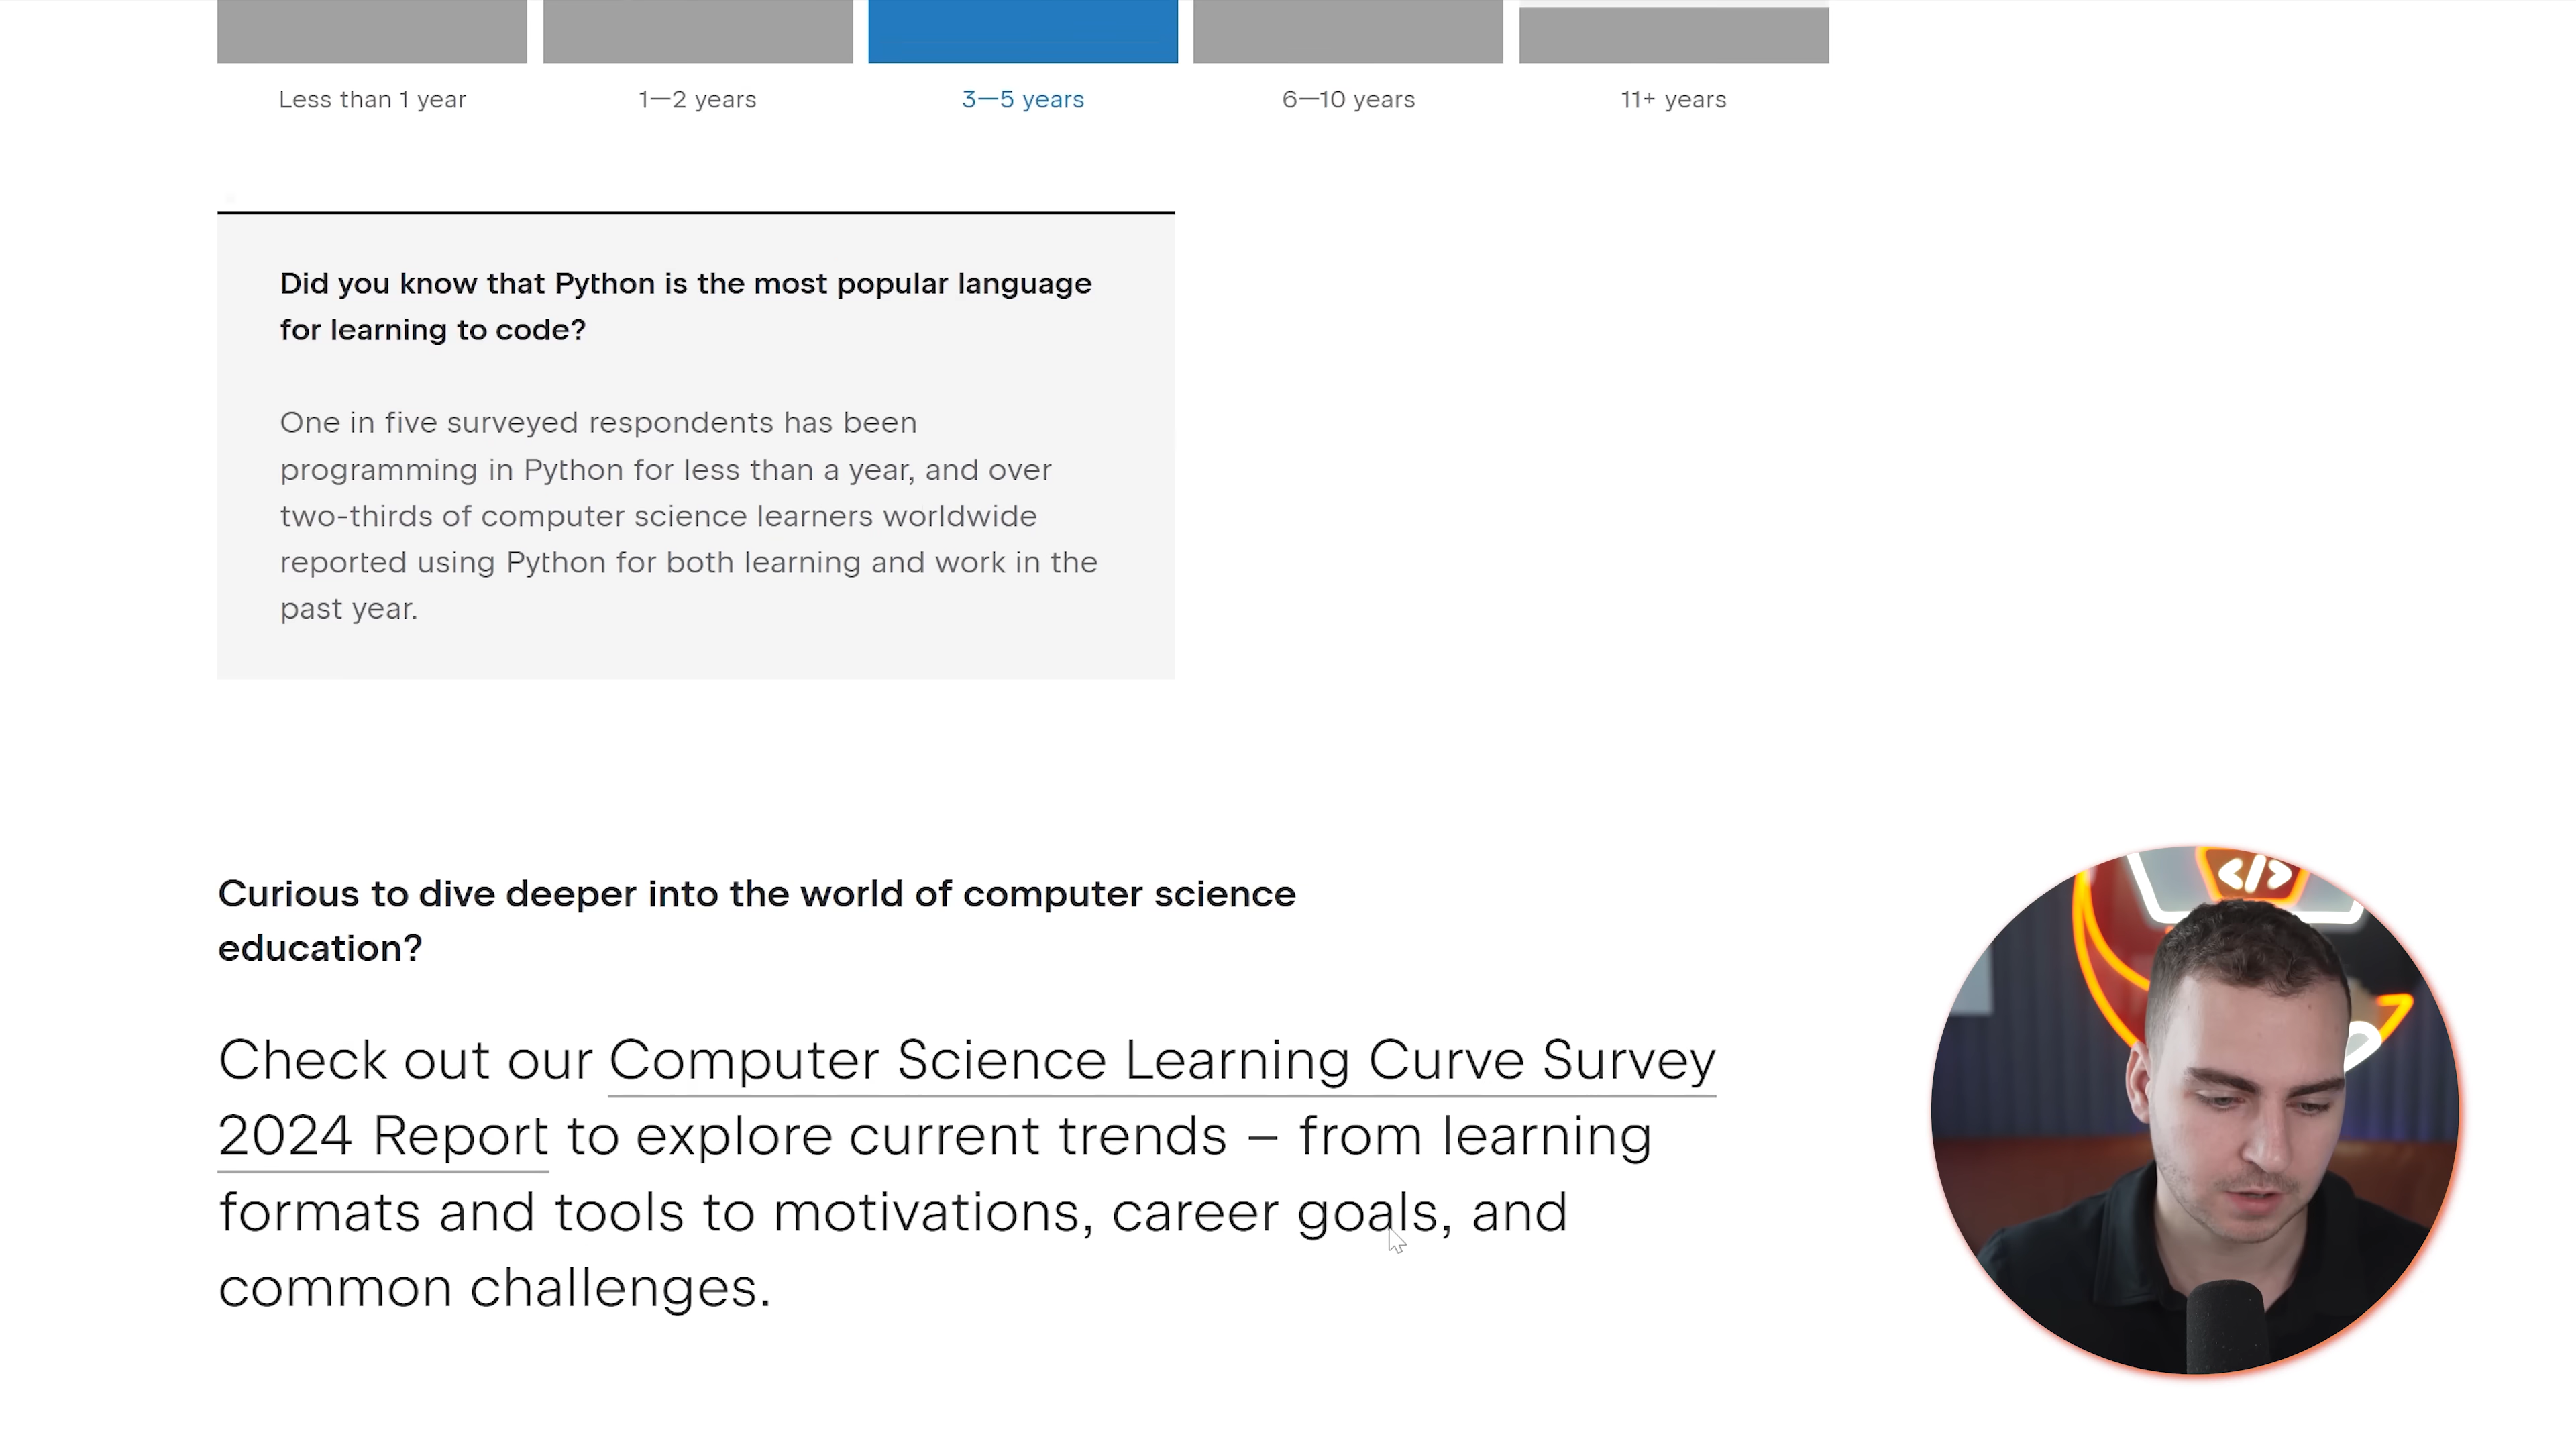 Less than 1 year 1—2 years 3—5 years 6—10 years 11+ years
Did you know that Python is the most popular language
for learning to code?
One in five surveyed respondents has been
programming in Python for less than a year, and over
two-thirds of computer science learners worldwide
reported using Python for both learning and work in the
past year.
Curious to dive deeper into the world of computer science
education?
Check out our Computer Science Learning Curve Survey
2024 Report to explore current trends – from learning
formats and tools to motivations, career goals, and
common challenges.
</>